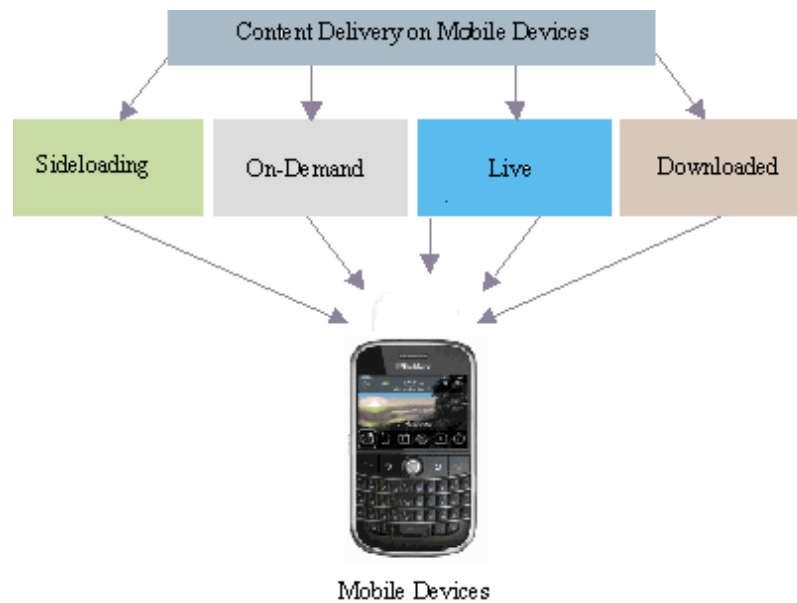 Content Delivery on Mobile Devices
Sideloading
On-Demand
Live
Downloaded
Mobile Devices